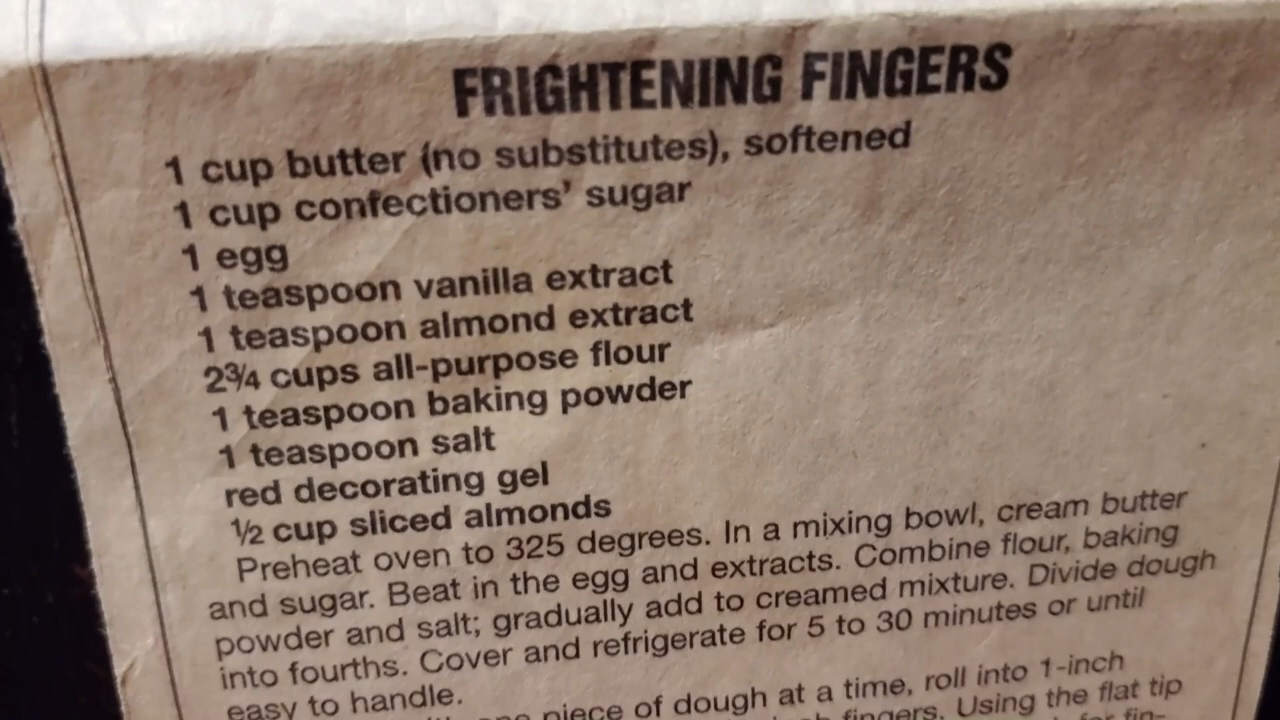 FRIGHTENING FINGERS
1 cup butter (no substitutes), softened
1 cup confectioners' sugar
1 egg
1 teaspoon vanilla extract
1 teaspoon almond extract
2¾ cups all-purpose flour
1 teaspoon baking powder
1 teaspoon salt
red decorating gel
½ cup sliced almonds
Preheat oven to 325 degrees. In a mixing bowl, cream butter
and sugar. Beat in the egg and extracts. Combine flour, baking
powder and salt; gradually add to creamed mixture. Divide dough
into fourths. Cover and refrigerate for 5 to 30 minutes or until
easy to handle.
piece of dough at a time, roll into 1-inch
fingers. Using the flat tip
for fin-